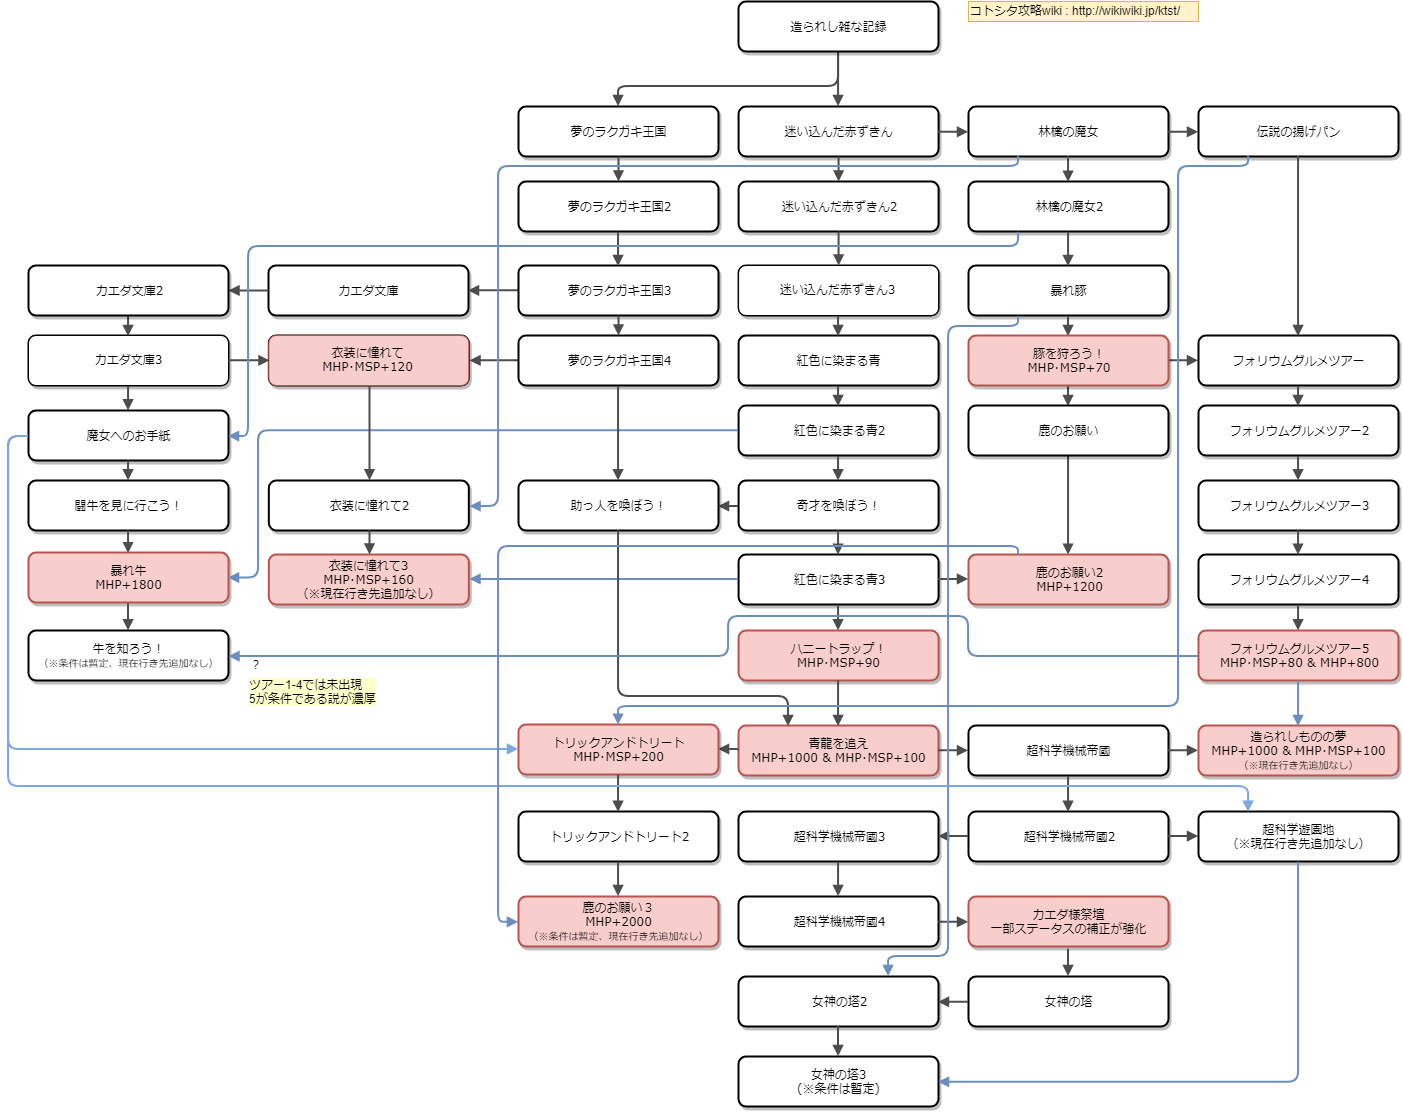 造られし雑な記録
コトシタ攻略wiki : http://wikiwiki.jp/ktst/
夢のラクガキ王国
迷い込んだ赤ずきん
林檎の魔女
伝説の揚げパン
夢のラクガキ王国2
迷い込んだ赤ずきん2
林檎の魔女2
カエダ文庫2
カエダ文庫
夢のラクガキ王国3
迷い込んだ赤ずきん3
暴れ豚
カエダ文庫3
衣装に憧れて
MHP･MSP+120
夢のラクガキ王国4
紅色に染まる青
豚を狩ろう！
MHP･MSP+70
フォリウムグルメツアー
魔女へのお手紙
紅色に染まる青2
鹿のお願い
フォリウムグルメツアー2
闘牛を見に行こう！
衣装に憧れて2
助っ人を喚ぼう！
奇才を喚ぼう！
フォリウムグルメツアー3
暴れ牛
MHP+1800
衣装に憧れて3
MHP･MSP+160
（※現在行き先追加なし）
紅色に染まる青3
鹿のお願い2
MHP+1200
フォリウムグルメツアー4
牛を知ろう！
（※条件は暫定、現在行き先追加なし）
?
ツアー1-4では未出現
5が条件である説が濃厚
ハニートラップ！
MHP･MSP+90
フォリウムグルメツアー5
MHP･MSP+80 & MHP+800
トリックアンドトリート
MHP･MSP+200
青龍を追え
MHP+1000 & MHP･MSP+100
超科学機械帝國
造られしものの夢
MHP+1000 & MHP･MSP+100
（※現在行き先追加なし）
トリックアンドトリート2
超科学機械帝國3
超科学機械帝國2
超科学遊園地
（※現在行き先追加なし）
鹿のお願い３
MHP+2000
（※条件は暫定、現在行き先追加なし）
超科学機械帝國4
カエダ様祭壇
一部ステータスの補正が強化
女神の塔2
女神の塔
女神の塔3
（※条件は暫定）